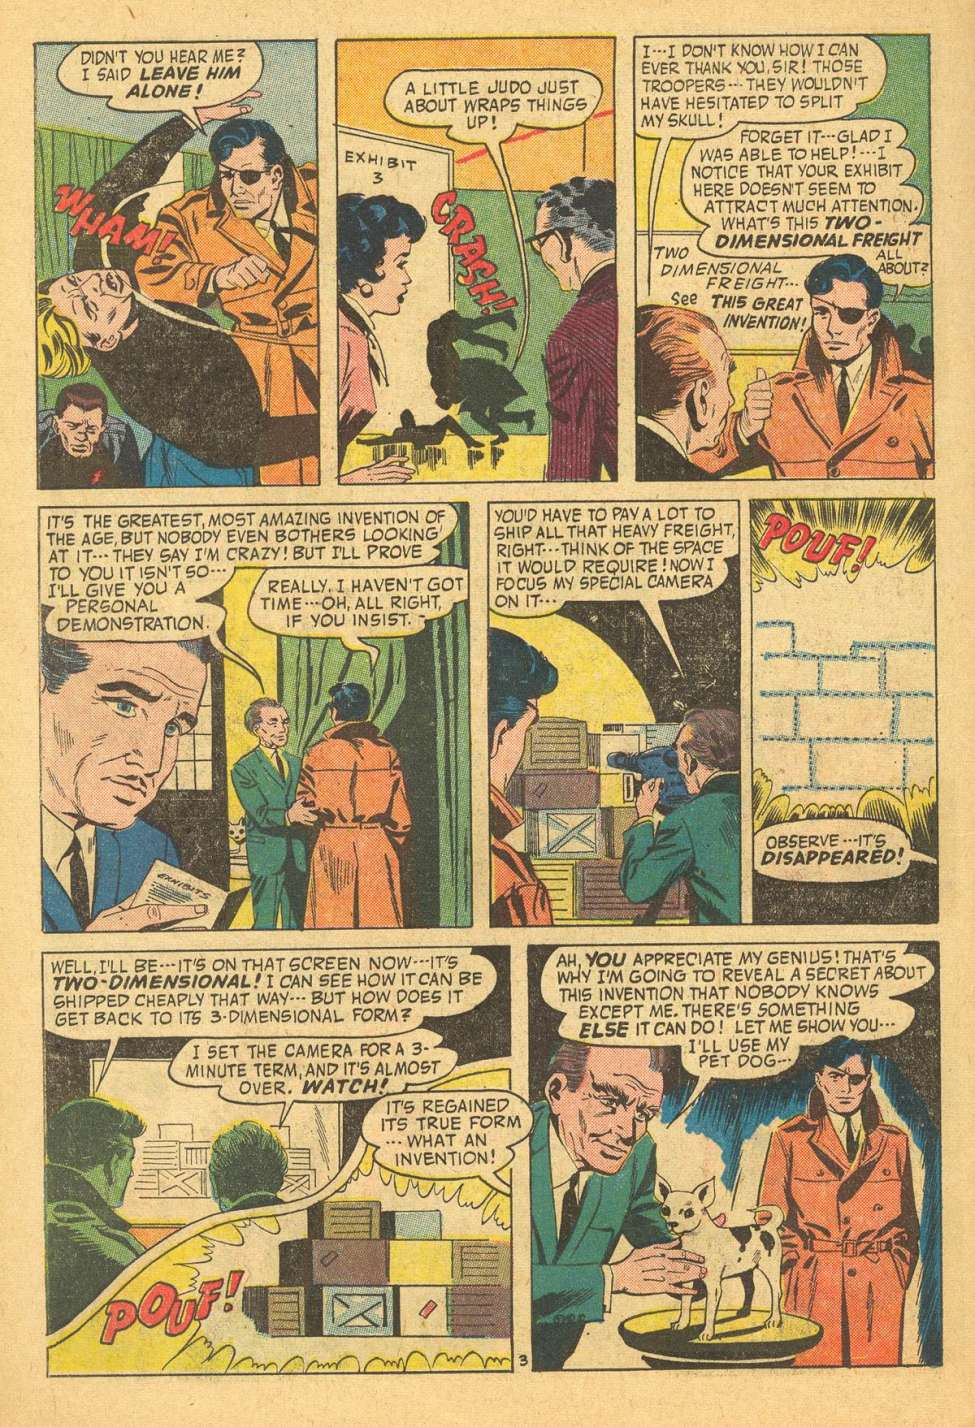 DIDN'T YOU HEAR ME?
I SAID LEAVE HIM
ALONE!
WHAM!
A LITTLE JUDO JUST
ABOUT WRAPS THINGS
UP!
EXHIBIT
3
CRASH!
I---I DON'T KNOW HOW I CAN
EVER THANK YOU, SIR! THOSE
TROOPERS--- THEY WOULDN'T
HAVE HESITATED TO SPLIT
MY SKULL!
FORGET IT---GLAD I
WAS ABLE TO HELP!---I
NOTICE THAT YOUR EXHIBIT
HERE DOESN'T SEEM TO
ATTRACT MUCH ATTENTION.
WHAT'S THIS TWO-
DIMENSIONAL FREIGHT
ALL
ABOUT?
TWO
DIMENSIONAL
FREIGHT---
See THIS GREAT
INVENTION!
IT'S THE GREATEST, MOST AMAZING INVENTION OF
THE AGE, BUT NOBODY EVEN BOTHERS LOOKING
AT IT--- THEY SAY I'M CRAZY! BUT I'LL PROVE
TO YOU IT ISN'T SO---
I'LL GIVE YOU A
PERSONAL
DEMONSTRATION.
REALLY, I HAVEN'T GOT
TIME---OH, ALL RIGHT,
IF YOU INSIST.
EXHIBITS
YOU'D HAVE TO PAY A LOT TO
SHIP ALL THAT HEAVY FREIGHT,
RIGHT---THINK OF THE SPACE
IT WOULD REQUIRE! NOW I
FOCUS MY SPECIAL CAMERA
ON IT---
POUF!
OBSERVE---IT'S
DISAPPEARED!
WELL, I'LL BE---IT'S ON THAT SCREEN NOW---IT'S
TWO-DIMENSIONAL! I CAN SEE HOW IT CAN BE
SHIPPED CHEAPLY THAT WAY--- BUT HOW DOES IT
GET BACK TO ITS 3-DIMENSIONAL FORM?
I SET THE CAMERA FOR A 3-
MINUTE TERM, AND IT'S ALMOST
OVER. WATCH!
IT'S REGAINED
ITS TRUE FORM
--- WHAT AN
INVENTION!
POUF!
3
AH, YOU APPRECIATE MY GENIUS! THAT'S
WHY I'M GOING TO REVEAL A SECRET ABOUT
THIS INVENTION THAT NOBODY KNOWS
EXCEPT ME. THERE'S SOMETHING
ELSE IT CAN DO! LET ME SHOW YOU---
I'LL USE MY
PET DOG---